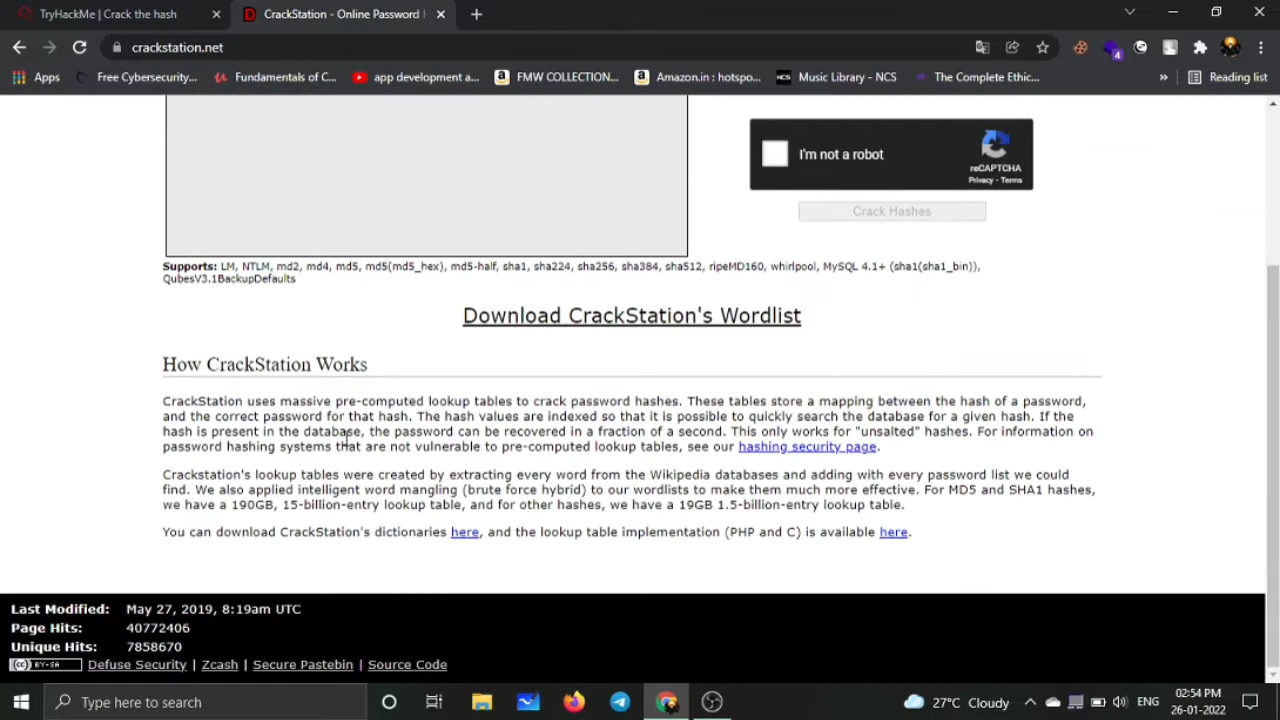 TryHackMe | Crack the hash
CrackStation - Online Password
crackstation.net
4
Apps
Free Cybersecurity...
Fundamentals of C...
app development a...
FMW COLLECTION...
Amazon.in : hotspo...
NCS
Music Library - NCS
The Complete Ethic...
»
Reading list
I'm not a robot
reCAPTCHA
Privacy - Terms
Crack Hashes
Supports: LM, NTLM, md2, md4, md5, md5(md5_hex), md5-half, sha1, sha224, sha256, sha384, sha512, ripeMD160, whirlpool, MySQL 4.1+ (sha1(sha1_bin)),
QubesV3.1BackupDefaults
Download CrackStation's Wordlist
How CrackStation Works
CrackStation uses massive pre-computed lookup tables to crack password hashes. These tables store a mapping between the hash of a password,
and the correct password for that hash. The hash values are indexed so that it is possible to quickly search the database for a given hash. If the
hash is present in the database, the password can be recovered in a fraction of a second. This only works for "unsalted" hashes. For information on
password hashing systems that are not vulnerable to pre-computed lookup tables, see our hashing security page.
Crackstation's lookup tables were created by extracting every word from the Wikipedia databases and adding with every password list we could
find. We also applied intelligent word mangling (brute force hybrid) to our wordlists to make them much more effective. For MD5 and SHA1 hashes,
we have a 190GB, 15-billion-entry lookup table, and for other hashes, we have a 19GB 1.5-billion-entry lookup table.
You can download CrackStation's dictionaries here, and the lookup table implementation (PHP and C) is available here.
Last Modified: May 27, 2019, 8:19am UTC
Page Hits: 40772406
Unique Hits: 7858670
(cc) BY-SA Defuse Security | Zcash | Secure Pastebin | Source Code
Type here to search
27°C Cloudy
ENG
02:54 PM
26-01-2022